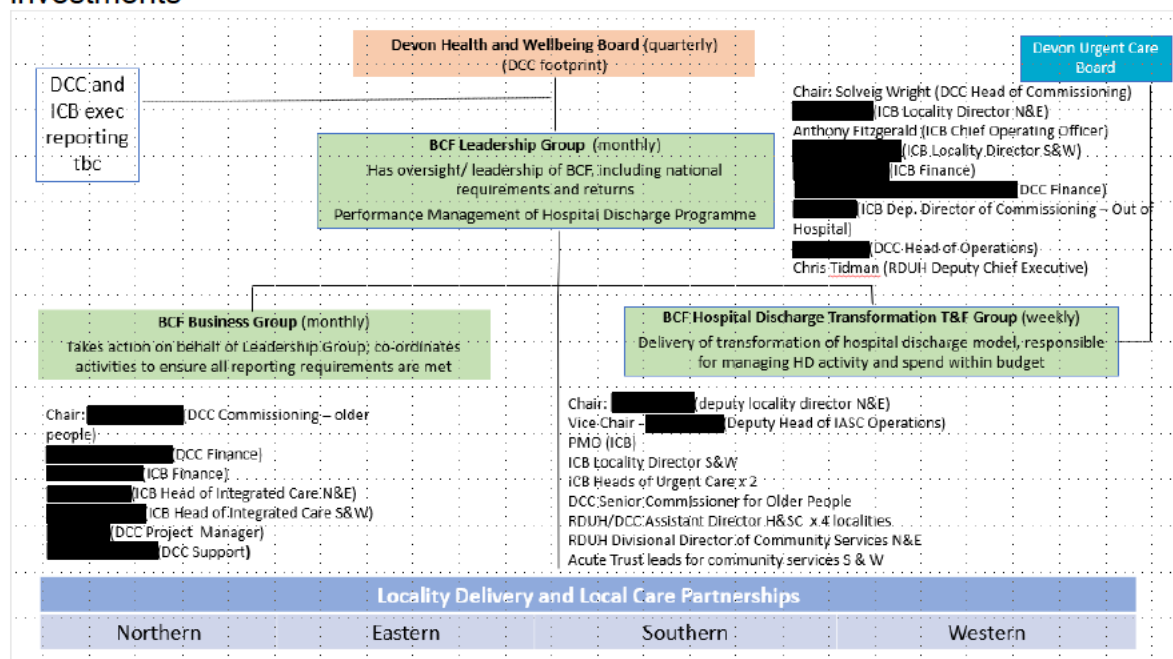 investments
Devon Health and Wellbeing Board (quarterly)
(DCC footprint)
Devon Urgent Care
Board
DCC and
ICB exec
reporting
tbc
BCF Leadership Group (monthly)
Has oversight/ leadership of BCF, including national
requirements and returns
Performance Management of Hospital Discharge Programme
Chair: Solveig Wright (DCC Head of Commissioning)
(ICB Locality Director N&E)
Anthony Fitzgerald (ICB Chief Operating Officer)
(ICB Locality Director S&W)
(ICB Finance)
DCC Finance)
(ICB Dep. Director of Commissioning – Out of
Hospital)
(DCC Head of Operations)
Chris Tidman (RDUH Deputy Chief Executive)
BCF Business Group (monthly)
Takes action on behalf of Leadership Group; co-ordinates
activities to ensure all reporting requirements are met
BCF Hospital Discharge Transformation T&F Group (weekly)
Delivery of transformation of hospital discharge model, responsible
for managing HD activity and spend within budget
Chair: (DCC Commissioning – older
people)
(DCC Finance)
(ICB Finance)
(ICB Head of Integrated Care N&E)
(ICB Head of Integrated Care S&W)
(DCC Project Manager)
(DCC Support)
Chair: (deputy locality director N&E)
Vice Chair – (Deputy Head of IASC Operations)
PMO (ICB)
ICB Locality Director S&W
ICB Heads of Urgent Care x 2
DCC Senior Commissioner for Older People
RDUH/DCC Assistant Director H&SC x 4 localities
RDUH Divisional Director of Community Services N&E
Acute Trust leads for community services S & W
Locality Delivery and Local Care Partnerships
Northern
Eastern
Southern
Western